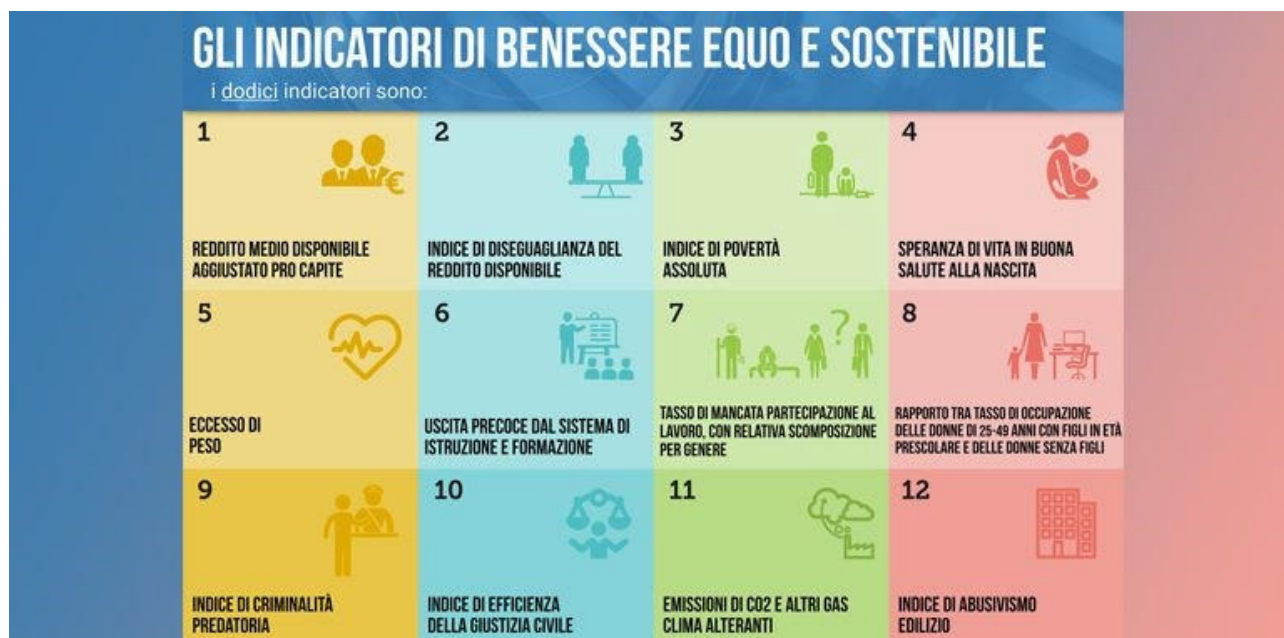 GLI INDICATORI DI BENESSERE EQUO E SOSTENIBILE
i dodici indicatori sono:
1
REDDITO MEDIO DISPONIBILE
AGGIUSTATO PRO CAPITE
2
INDICE DI DISEGUAGLIANZA DEL
REDDITO DISPONIBILE
3
INDICE DI POVERTÀ
ASSOLUTA
4
SPERANZA DI VITA IN BUONA
SALUTE ALLA NASCITA
5
ECCESSO DI
PESO
6
USCITA PRECOCE DAL SISTEMA DI
ISTRUZIONE E FORMAZIONE
7
?
TASSO DI MANCATA PARTECIPAZIONE AL
LAVORO, CON RELATIVA SCOMPOSIZIONE
PER GENERE
8
RAPPORTO TRA TASSO DI OCCUPAZIONE
DELLE DONNE DI 25-49 ANNI CON FIGLI IN ETÀ
PRESCOLARE E DELLE DONNE SENZA FIGLI
9
INDICE DI CRIMINALITÀ
PREDATORIA
10
INDICE DI EFFICIENZA
DELLA GIUSTIZIA CIVILE
11
EMISSIONI DI CO2 E ALTRI GAS
CLIMA ALTERANTI
12
INDICE DI ABUSIVISMO
EDILIZIO